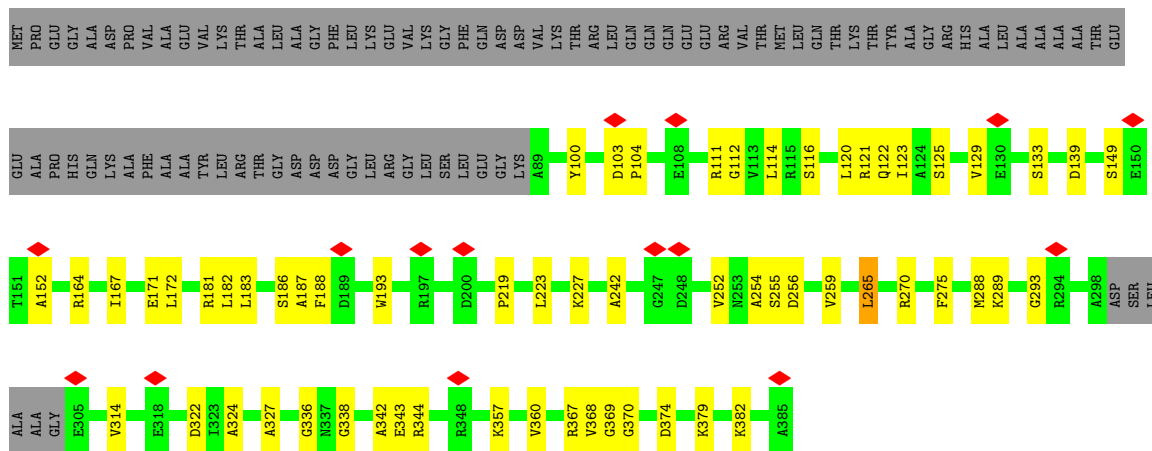 MET PRO GLU GLY ALA ASP PRO VAL ALA GLU VAL LYS THR ALA LEU ALA GLY PHE LEU LYS GLU VAL LYS GLY PHE GLN ASP ASP VAL LYS THR ARG LEU GLN GLN GLN GLU GLU ARG VAL THR MET LEU GLN THR LYS THR TYR ALA GLY ARG HIS ALA LEU ALA ALA ALA ALA THR GLU
GLU ALA PRO HIS GLN LYS ALA PHE ALA ALA TYR LEU ARG THR GLY ASP ASP ASP GLY LEU ARG GLY LEU SER LEU GLU GLY LYS A89 Y100 D103 P104 E108 R111 G112 V113 L114 R115 S116 L120 R121 Q122 I123 A124 S125 V129 E130 S133 D139 S149 E150
T151 A152 R164 I167 E171 L172 R181 L182 L183 S186 A187 F188 D189 W193 R197 D200 P219 L223 K227 A242 G247 D248 V252 N253 A254 S255 D256 V259 L265 R270 F275 M288 K289 G293 R294 A298 ASP SER LEU
ALA ALA GLY E305 V314 E318 D322 I323 A324 A327 G336 N337 G338 A342 E343 R344 R348 K357 V360 R367 V368 G369 G370 D374 K379 K382 A385